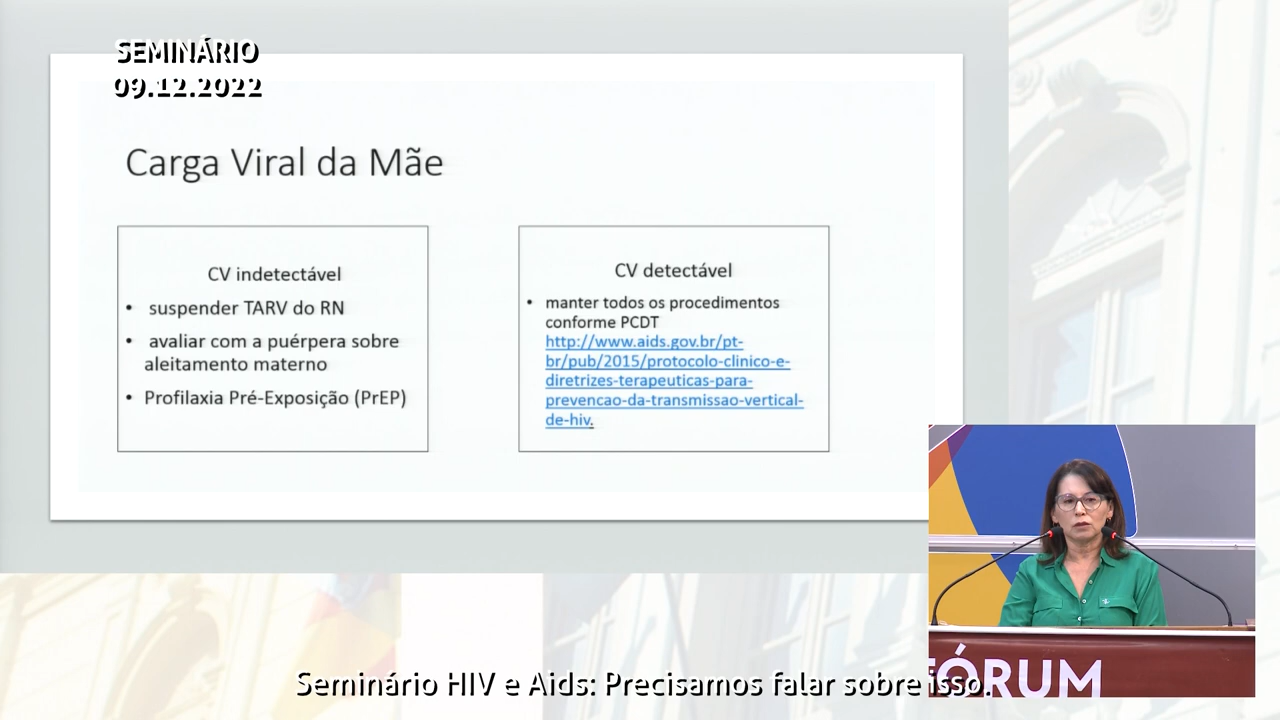 SEMINÁRIO
09.12.2022
Carga Viral da Mãe
CV indetectável
• suspender TARV do RN
• avaliar com a puérpera sobre
aleitamento materno
• Profilaxia Pré-Exposição (PrEP)
CV detectável
• manter todos os procedimentos
conforme PCDT
http://www.aids.gov.br/pt-
br/pub/2015/protocolo-clinico-e-
diretrizes-terapeuticas-para-
prevencao-da-transmissao-vertical-
de-hiv.
FÓRUM
Seminário HIV e Aids: Precisamos falar sobre isso.